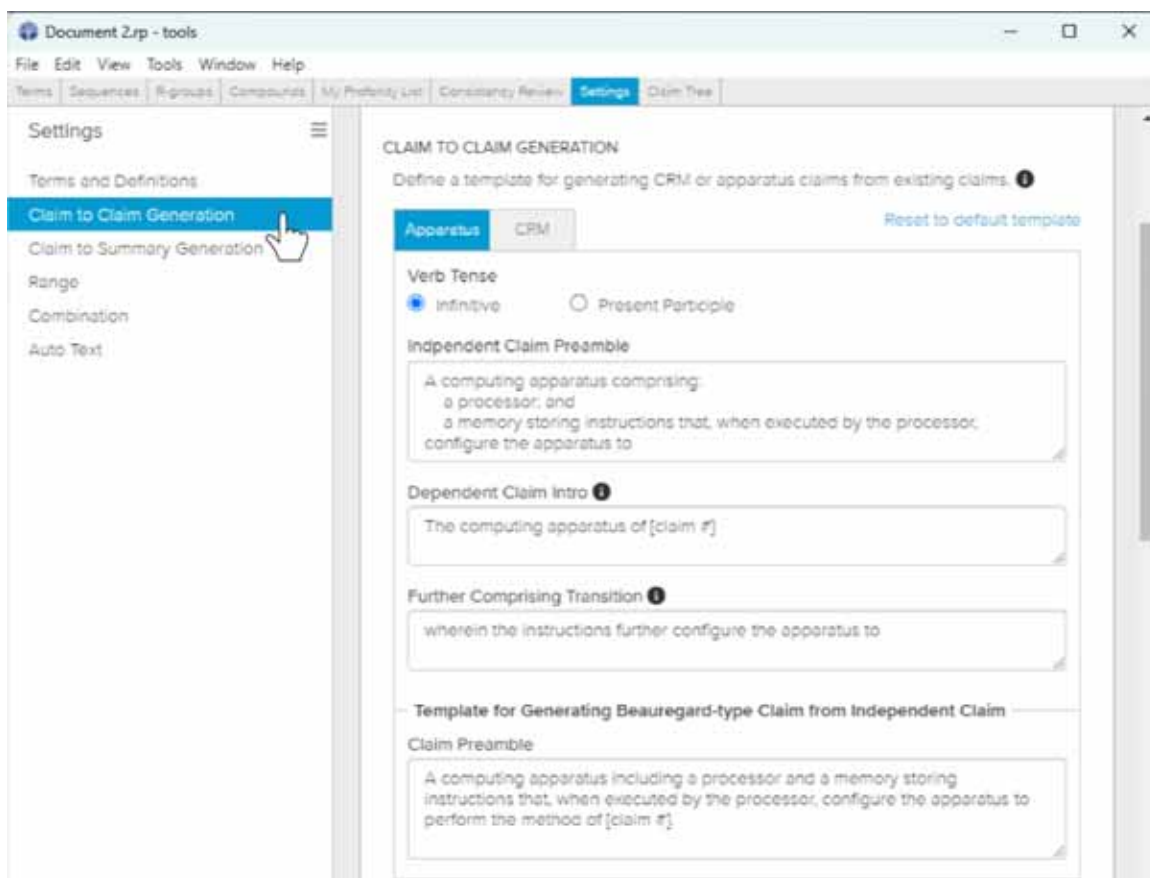 Document 2.rp - tools
File Edit View Tools Window Help
Terms Sequences R-groups Compounds My Profanity List Consistency Review Settings Claim Tree
Settings
Terms and Definitions
Claim to Claim Generation
Claim to Summary Generation
Range
Combination
Auto Text
CLAIM TO CLAIM GENERATION
Define a template for generating CRM or apparatus claims from existing claims.
Reset to default template
Apparatus CRM
Verb Tense
Infinitive Present Participle
Indpendent Claim Preamble
A computing apparatus comprising:
a processor; and
a memory storing instructions that, when executed by the processor,
configure the apparatus to
Dependent Claim Intro
The computing apparatus of [claim #]
Further Comprising Transition
wherein the instructions further configure the apparatus to
Template for Generating Beauregard-type Claim from Independent Claim
Claim Preamble
A computing apparatus including a processor and a memory storing
instructions that, when executed by the processor, configure the apparatus to
perform the method of [claim #]